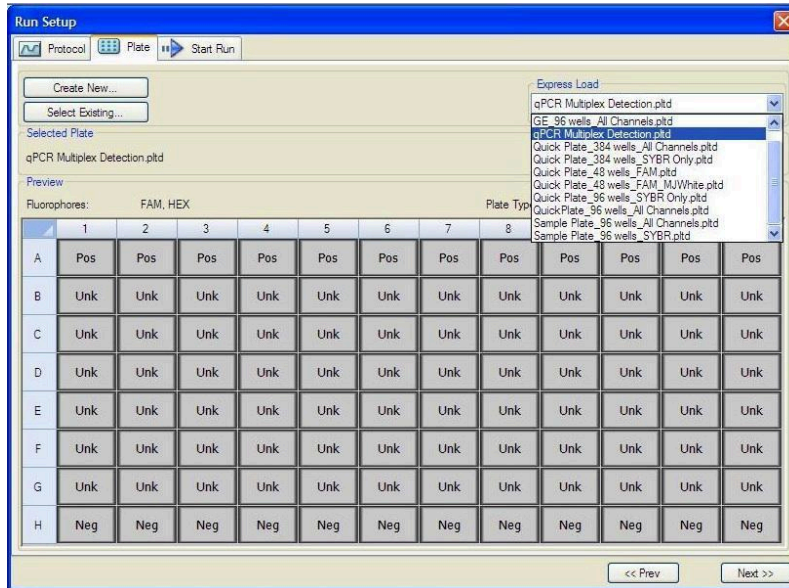 Run Setup
Protocol Plate Start Run
Create New...
Select Existing...
Express Load
qPCR Multiplex Detection.pltd
GE_96 wells_All Channels.pltd
qPCR Multiplex Detection.pltd
Quick Plate_384 wells_All Channels.pltd
Quick Plate_384 wells_SYBR Only.pltd
Quick Plate_48 wells_FAM.pltd
Quick Plate_48 wells_FAM_MJWhite.pltd
Quick Plate_96 wells_SYBR Only.pltd
QuickPlate_96 wells_All Channels.pltd
Sample Plate_96 wells_All Channels.pltd
Sample Plate_96 wells_SYBR.pltd
Selected Plate
qPCR Multiplex Detection.pltd
Preview
Fluorophores: FAM, HEX Plate Typ
1 2 3 4 5 6 7 8
A Pos Pos Pos Pos Pos Pos Pos Pos Pos Pos Pos Pos
B Unk Unk Unk Unk Unk Unk Unk Unk Unk Unk Unk Unk
C Unk Unk Unk Unk Unk Unk Unk Unk Unk Unk Unk Unk
D Unk Unk Unk Unk Unk Unk Unk Unk Unk Unk Unk Unk
E Unk Unk Unk Unk Unk Unk Unk Unk Unk Unk Unk Unk
F Unk Unk Unk Unk Unk Unk Unk Unk Unk Unk Unk Unk
G Unk Unk Unk Unk Unk Unk Unk Unk Unk Unk Unk Unk
H Neg Neg Neg Neg Neg Neg Neg Neg Neg Neg Neg Neg
<< Prev Next >>